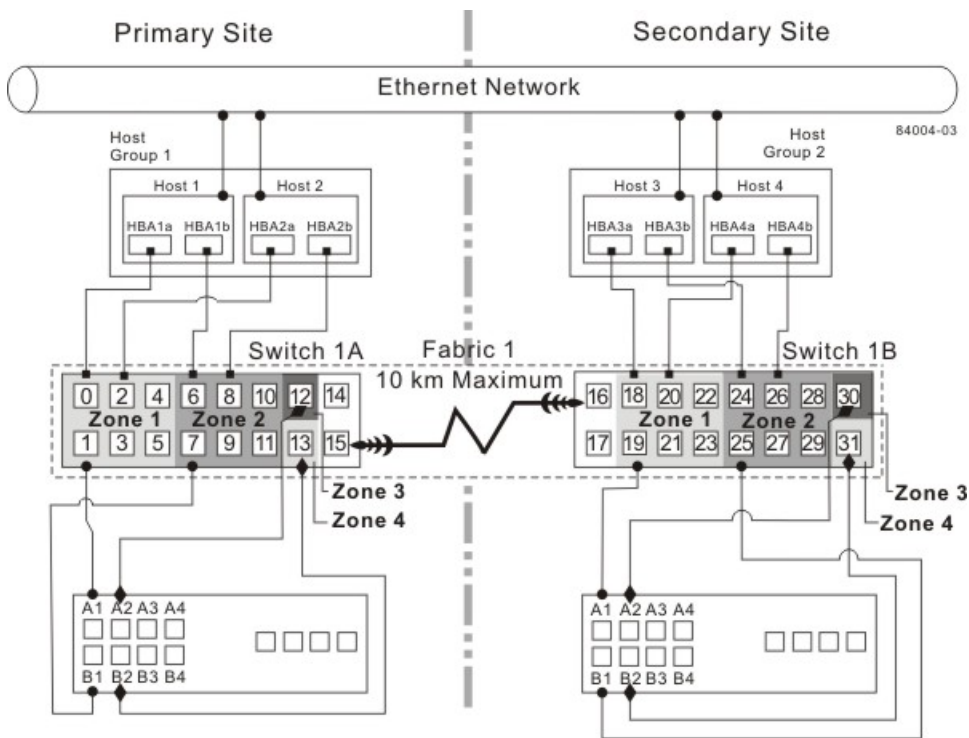 Primary Site
Secondary Site
Ethernet Network
84004-03
Host
Group 1
Host
Group 2
Host 1
Host 2
Host 3
Host 4
HBA1a HBA1b HBA2a HBA2b
HBA3a HBA3b HBA4a HBA4b
Switch 1A
Fabric 1
Switch 1B
10 km Maximum
0 2 4 6 8 10 12 14
Zone 1 Zone 2
1 3 5 7 9 11 13 15
16 18 20 22 24 26 28 30
Zone 1 Zone 2
17 19 21 23 25 27 29 31
Zone 3
Zone 4
Zone 3
Zone 4
A1 A2 A3 A4
B1 B2 B3 B4
A1 A2 A3 A4
B1 B2 B3 B4